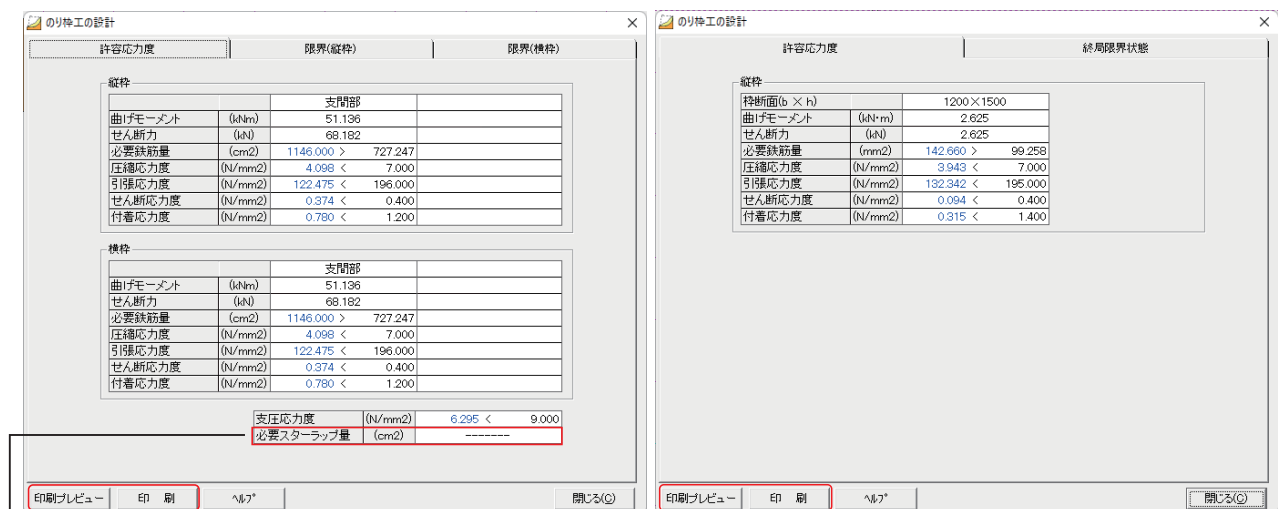 のり枠工の設計
許容応力度 限界(縦枠) 限界(横枠)
縦枠
支間部
曲げモーメント (kNm) 51.136
せん断力 (kN) 68.182
必要鉄筋量 (cm2) 1146.000 > 727.247
圧縮応力度 (N/mm2) 4.098 < 7.000
引張応力度 (N/mm2) 122.475 < 196.000
せん断応力度 (N/mm2) 0.374 < 0.400
付着応力度 (N/mm2) 0.780 < 1.200
横枠
支間部
曲げモーメント (kNm) 51.136
せん断力 (kN) 68.182
必要鉄筋量 (cm2) 1146.000 > 727.247
圧縮応力度 (N/mm2) 4.098 < 7.000
引張応力度 (N/mm2) 122.475 < 196.000
せん断応力度 (N/mm2) 0.374 < 0.400
付着応力度 (N/mm2) 0.780 < 1.200
支圧応力度 (N/mm2) 6.295 < 9.000
必要スターラップ量 (cm2) -------
印刷プレビュー 印 刷 ヘルプ 閉じる(C)
のり枠工の設計
許容応力度 終局限界状態
縦枠
枠断面(b × h) 1200×1500
曲げモーメント (kN・m) 2.625
せん断力 (kN) 2.625
必要鉄筋量 (mm2) 142.660 > 99.258
圧縮応力度 (N/mm2) 3.943 < 7.000
引張応力度 (N/mm2) 132.342 < 195.000
せん断応力度 (N/mm2) 0.094 < 0.400
付着応力度 (N/mm2) 0.315 < 1.400
印刷プレビュー 印 刷 ヘルプ 閉じる(C)